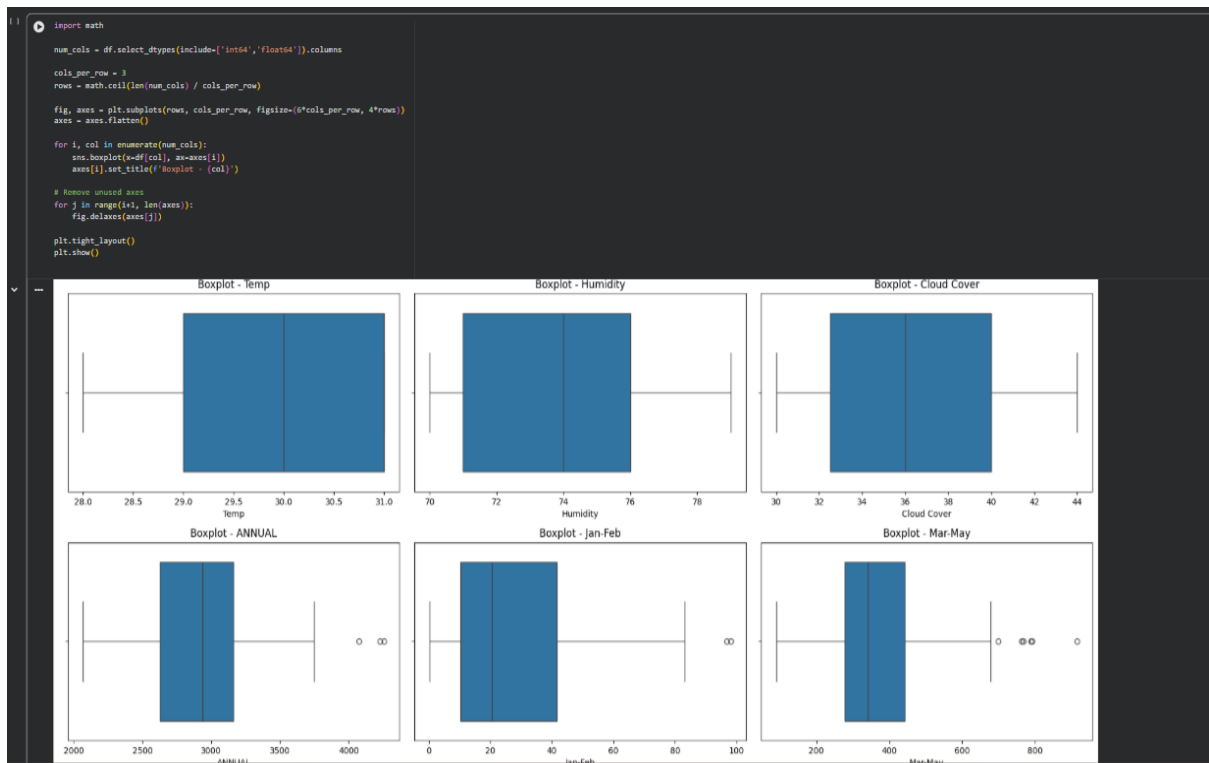 [ ]
import math
num_cols = df.select_dtypes(include=['int64','float64']).columns
cols_per_row = 3
rows = math.ceil(len(num_cols) / cols_per_row)
fig, axes = plt.subplots(rows, cols_per_row, figsize=(6*cols_per_row, 4*rows))
axes = axes.flatten()
for i, col in enumerate(num_cols):
    sns.boxplot(x=df[col], ax=axes[i])
    axes[i].set_title(f'Boxplot - {col}')
# Remove unused axes
for j in range(i+1, len(axes)):
    fig.delaxes(axes[j])
plt.tight_layout()
plt.show()
Boxplot - Temp Boxplot - Humidity Boxplot - Cloud Cover
28.0 28.5 29.0 29.5 30.0 30.5 31.0 70 72 74 76 78 30 32 34 36 38 40 42 44
Temp Humidity Cloud Cover
Boxplot - ANNUAL Boxplot - Jan-Feb Boxplot - Mar-May
2000 2500 3000 3500 4000 0 20 40 60 80 100 200 400 600 800
ANNUAL Jan-Feb Mar-May